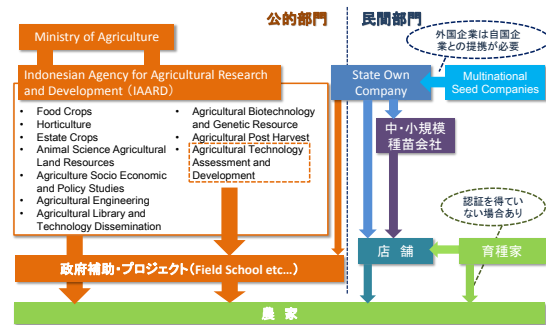 公的部門
民間部門
Ministry of Agriculture
外国企業は自国企
業との提携が必要
Indonesian Agency for Agricultural Research
and Development (IAARD)
State Own
Company
Multinational
Seed Companies
• Food Crops
• Horticulture
• Estate Crops
• Animal Science Agricultural
Land Resources
• Agriculture Socio Economic
and Policy Studies
• Agricultural Engineering
• Agricultural Library and
Technology Dissemination
• Agricultural Biotechnology
and Genetic Resource
• Agricultural Post Harvest
• Agricultural Technology
Assessment and
Development
中・小規模
種苗会社
認証を得てい
ない場合あり
政府補助・プロジェクト(Field School etc...)
店 舗
育種家
農 家